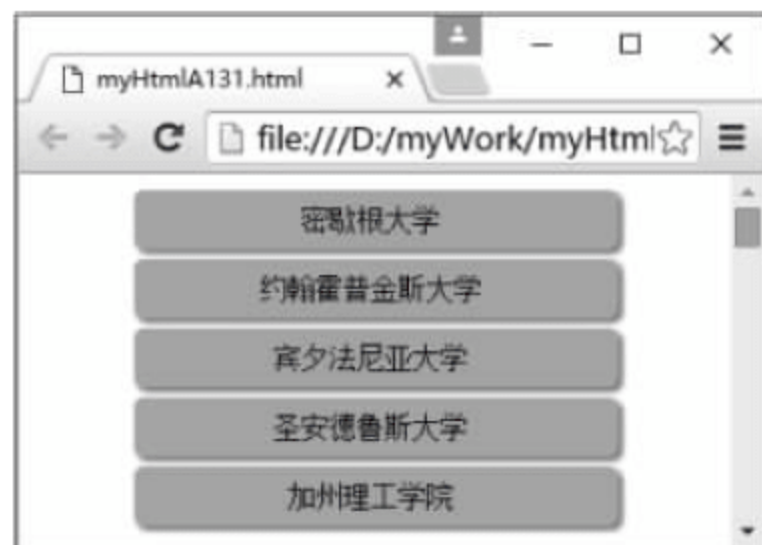 myHtmlA131.html
file:///D:/myWork/myHtml
密歇根大学
约翰霍普金斯大学
宾夕法尼亚大学
圣安德鲁斯大学
加州理工学院